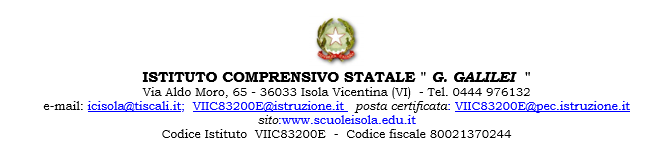 ISTITUTO COMPRENSIVO STATALE " G. GALILEI "
Via Aldo Moro, 65 - 36033 Isola Vicentina (VI) - Tel. 0444 976132
e-mail: icisola@tiscali.it; VIIC83200E@istruzione.it posta certificata: VIIC83200E@pec.istruzione.it
sito:www.scuoleisola.edu.it
Codice Istituto VIIC83200E - Codice fiscale 80021370244